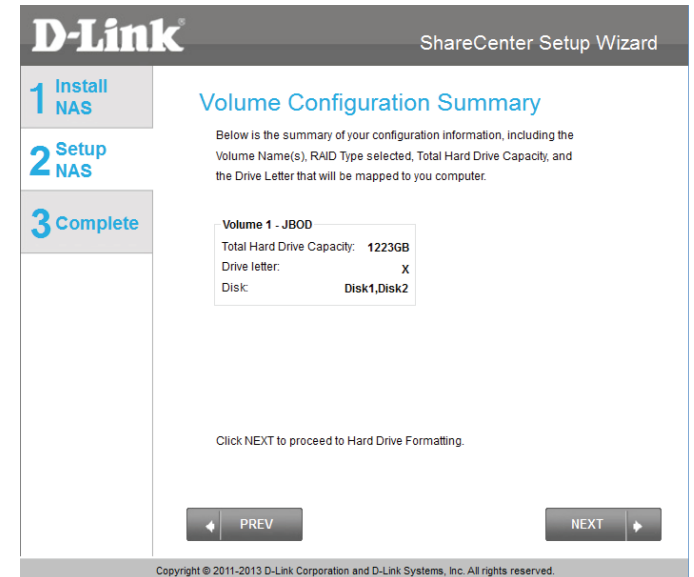 D-Link®
ShareCenter Setup Wizard
1 Install
NAS
2 Setup
NAS
3 Complete
Volume Configuration Summary
Below is the summary of your configuration information, including the
Volume Name(s), RAID Type selected, Total Hard Drive Capacity, and
the Drive Letter that will be mapped to you computer.
Volume 1 - JBOD
Total Hard Drive Capacity: 1223GB
Drive letter: X
Disk: Disk1,Disk2
Click NEXT to proceed to Hard Drive Formatting.
PREV
NEXT
Copyright © 2011-2013 D-Link Corporation and D-Link Systems, Inc. All rights reserved.